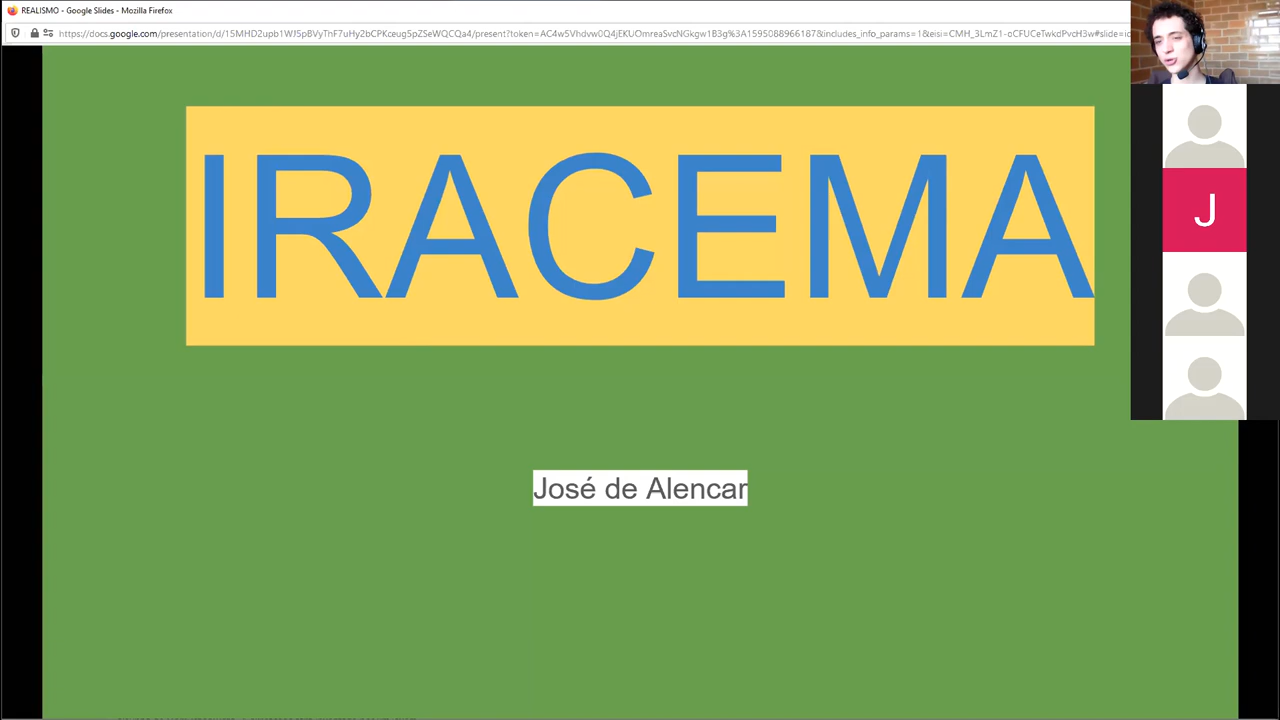 REALISMO - Google Slides - Mozilla Firefox
IRACEMA
J
José de Alencar